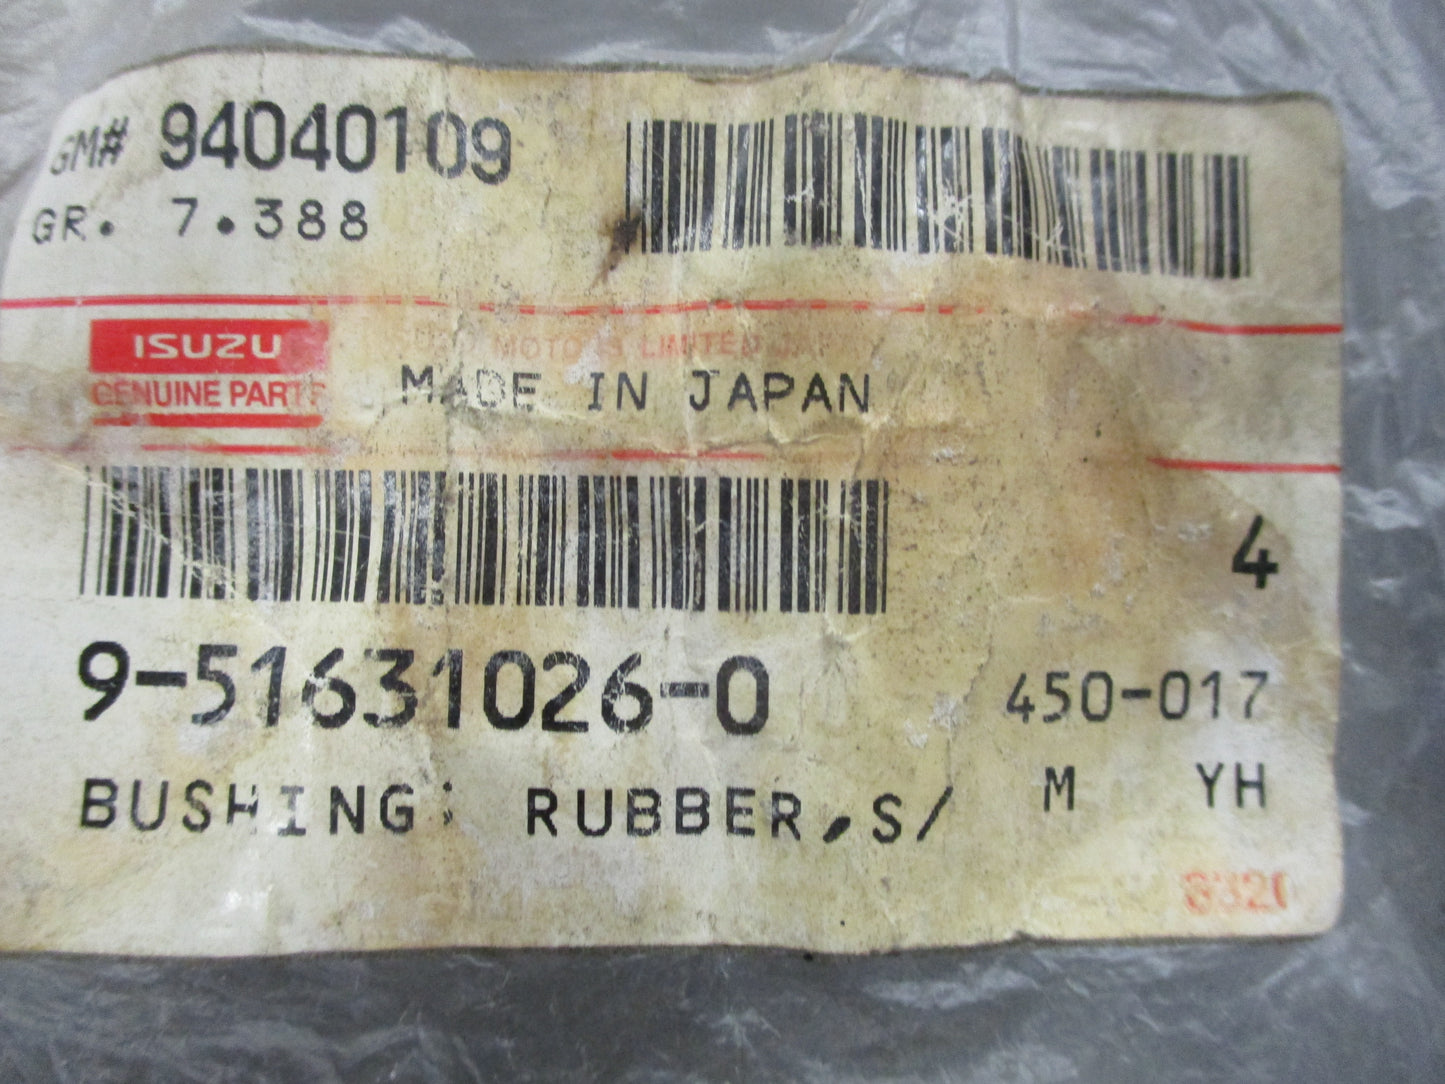 GM# 94040109
GR. 7.388
ISUZU
GENUINE PARTS
LIMITED
MADE IN JAPAN
4
9-51631026-0
450-017
BUSHING; RUBBER,S/
M YH